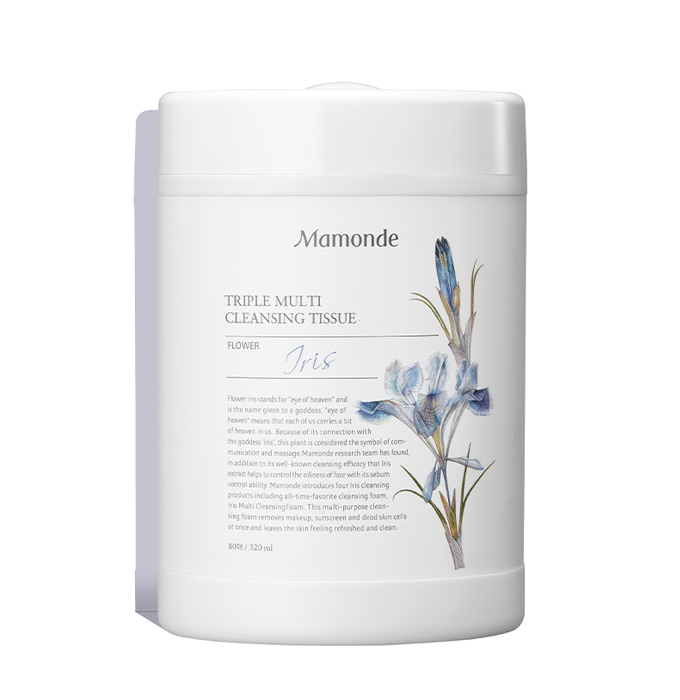 Mamonde
TRIPLE MULTI
CLEANSING TISSUE
FLOWER
Iris
Flower Iris stands for "eye of heaven" and
is the name given to a goddess. "eye of
heaven" means that each of us carries a bit
of heaven in us. Because of its connection with
the goddess 'Iris', this plant is considered the symbol of com-
munication and message.Mamonde research team has found,
in addition to its well-known cleansing efficacy that Iris
extract helps to control the oiliness of face with its sebum
control ability. Mamonde introduces four Iris cleansing
products including all-time-favorite cleansing foam,
Iris Multi CleansingFoam. This multi-purpose clean-
sing foam removes makeup, sunscreen and dead skin cells
at once and leaves the skin feeling refreshed and clean.
80매 / 320 ml